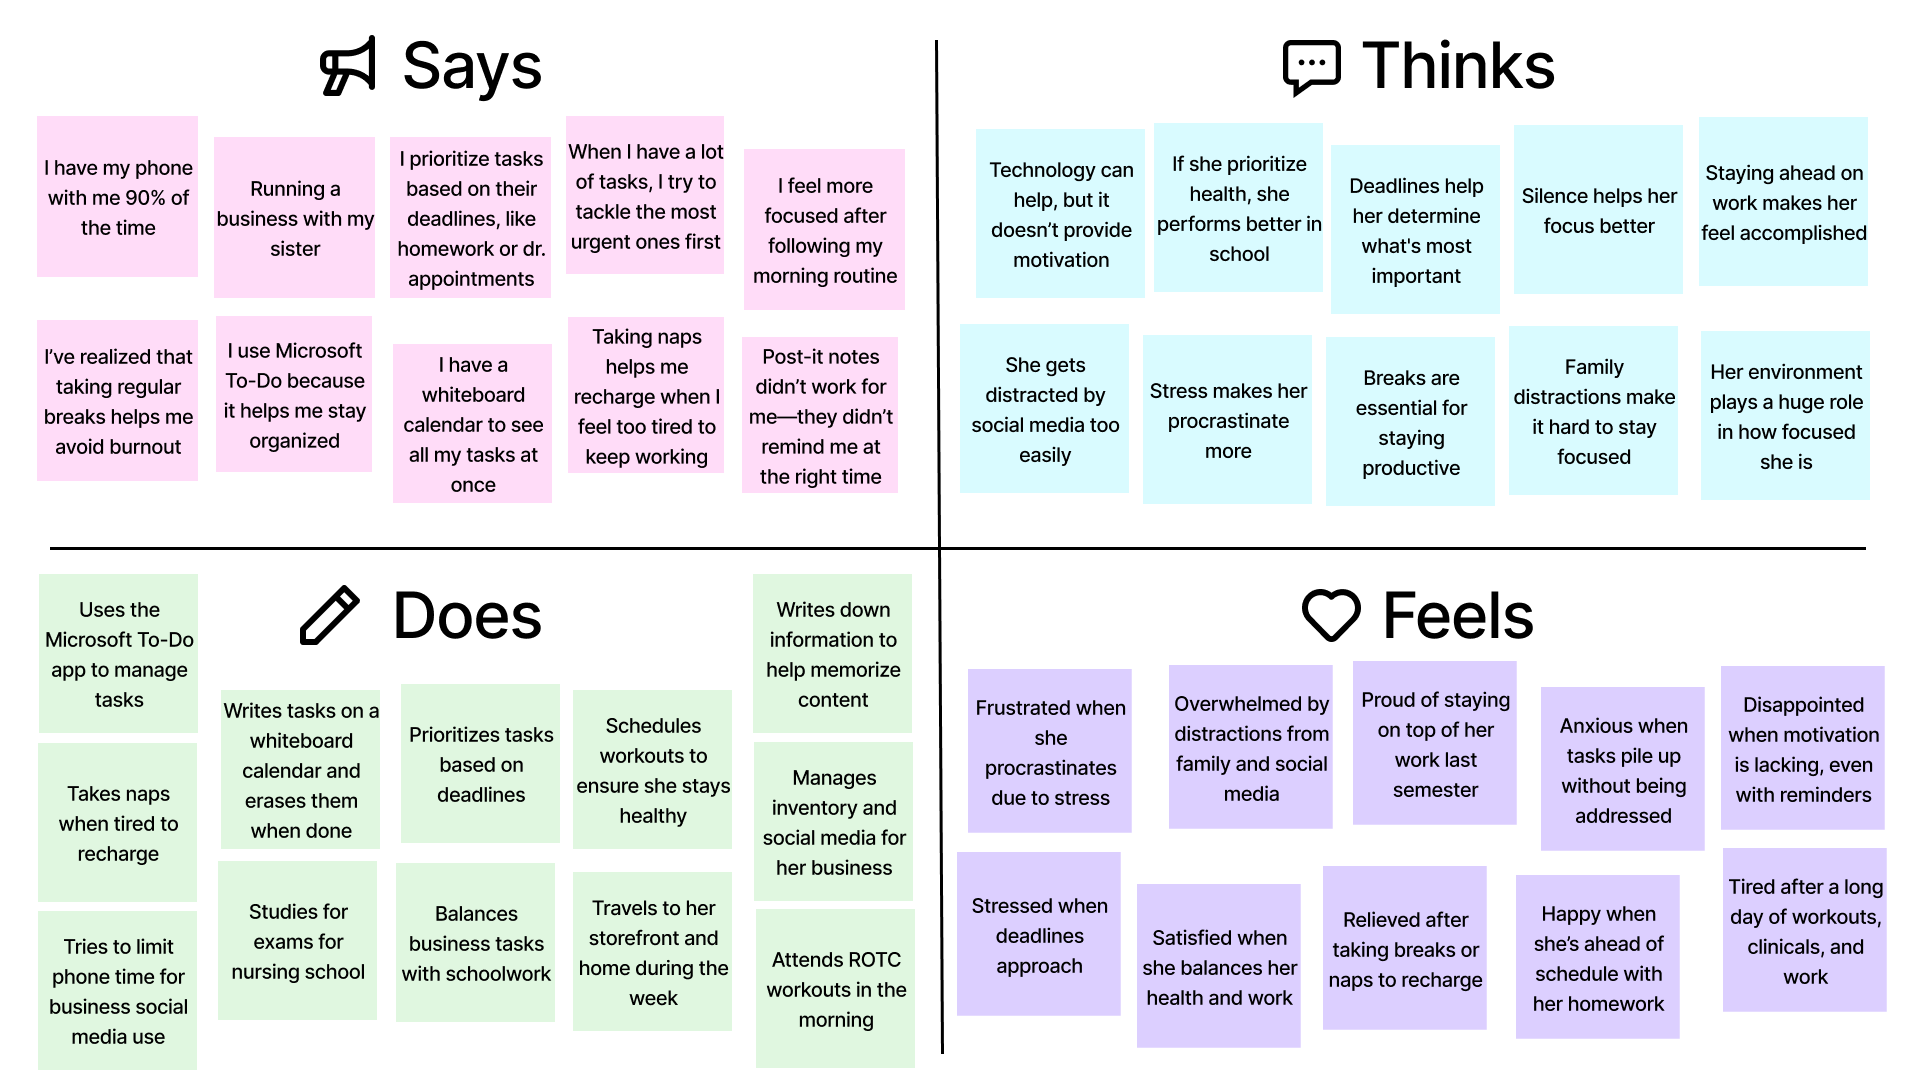 Says
I have my phone
with me 90% of
the time
Running a
business with my
sister
I prioritize tasks
based on their
deadlines, like
homework or dr.
appointments
When I have a lot
of tasks, I try to
tackle the most
urgent ones first
I feel more
focused after
following my
morning routine
I’ve realized that
taking regular
breaks helps me
avoid burnout
I use Microsoft
To-Do because
it helps me stay
organized
I have a
whiteboard
calendar to see
all my tasks at
once
Taking naps
helps me
recharge when I
feel too tired to
keep working
Post-it notes
didn’t work for
me—they didn’t
remind me at
the right time
Thinks
Technology can
help, but it
doesn’t provide
motivation
If she prioritize
health, she
performs better in
school
Deadlines help
her determine
what's most
important
Silence helps her
focus better
Staying ahead on
work makes her
feel accomplished
She gets
distracted by
social media too
easily
Stress makes her
procrastinate
more
Breaks are
essential for
staying
productive
Family
distractions make
it hard to stay
focused
Her environment
plays a huge role
in how focused
she is
Does
Uses the
Microsoft To-Do
app to manage
tasks
Writes tasks on a
whiteboard
calendar and
erases them
when done
Prioritizes tasks
based on
deadlines
Schedules
workouts to
ensure she stays
healthy
Writes down
information to
help memorize
content
Takes naps
when tired to
recharge
Manages
inventory and
social media for
her business
Tries to limit
phone time for
business social
media use
Studies for
exams for
nursing school
Balances
business tasks
with schoolwork
Travels to her
storefront and
home during the
week
Attends ROTC
workouts in the
morning
Feels
Frustrated when
she
procrastinates
due to stress
Overwhelmed by
distractions from
family and social
media
Proud of staying
on top of her
work last
semester
Anxious when
tasks pile up
without being
addressed
Disappointed
when motivation
is lacking, even
with reminders
Stressed when
deadlines
approach
Satisfied when
she balances her
health and work
Relieved after
taking breaks or
naps to recharge
Happy when
she’s ahead of
schedule with
her homework
Tired after a long
day of workouts,
clinicals, and
work